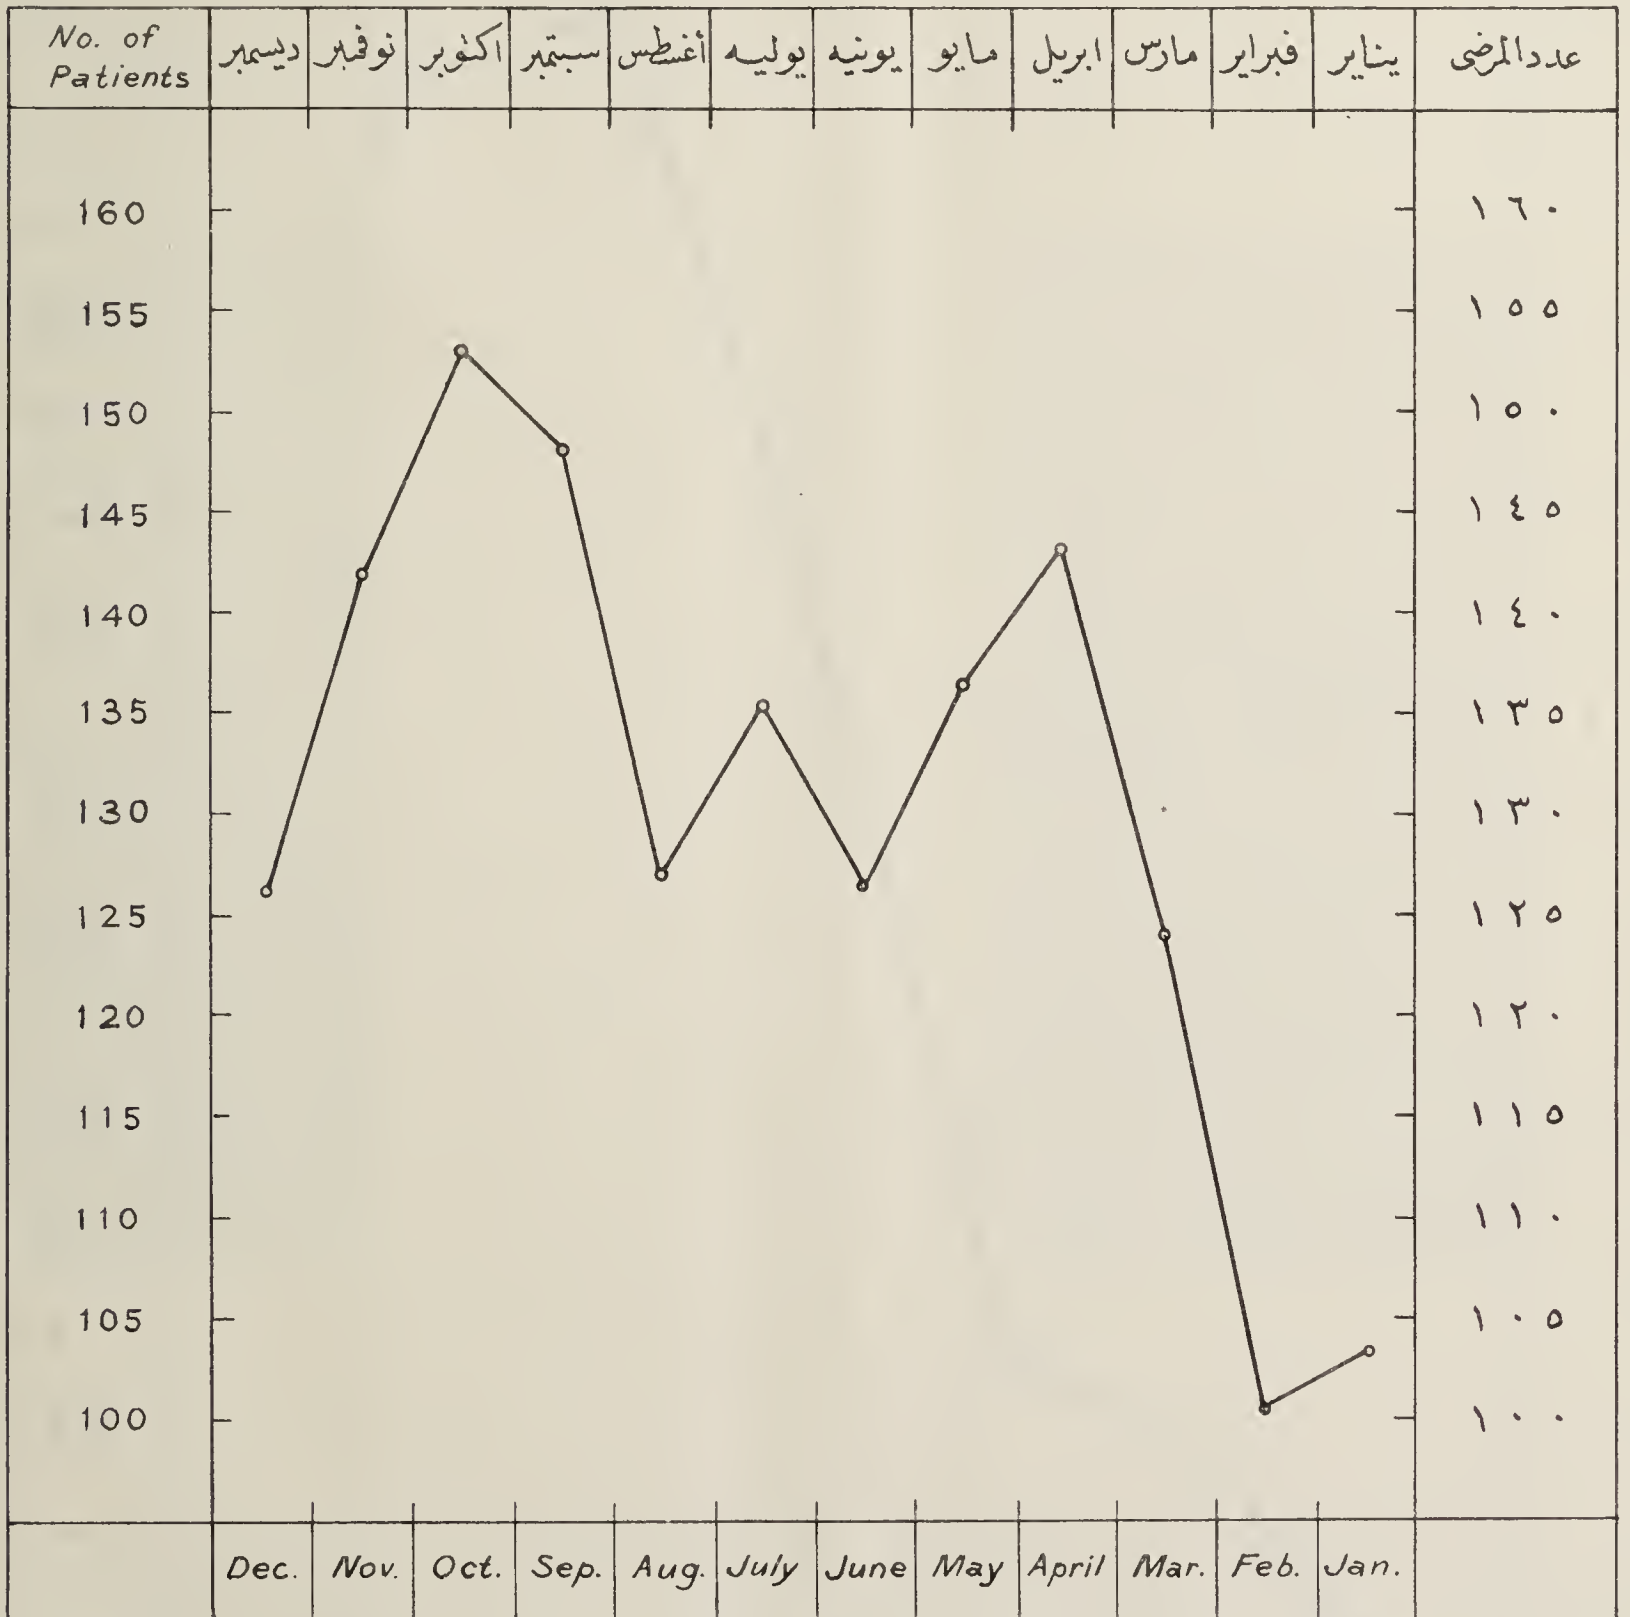 No. of
Patients
ديسمبر نوفمبر اكتوبر سبتمبر أغسطس يوليه يونيه مايو ابريل مارس فبراير يناير
عدد المرضى
160 ١٦٠
155 ١٥٥
150 ١٥٠
145 ١٤٥
140 ١٤٠
135 ١٣٥
130 ١٣٠
125 ١٢٥
120 ١٢٠
115 ١١٥
110 ١١٠
105 ١٠٥
100 ١٠٠
Dec. Nov. Oct. Sep. Aug. July June May April Mar. Feb. Jan.